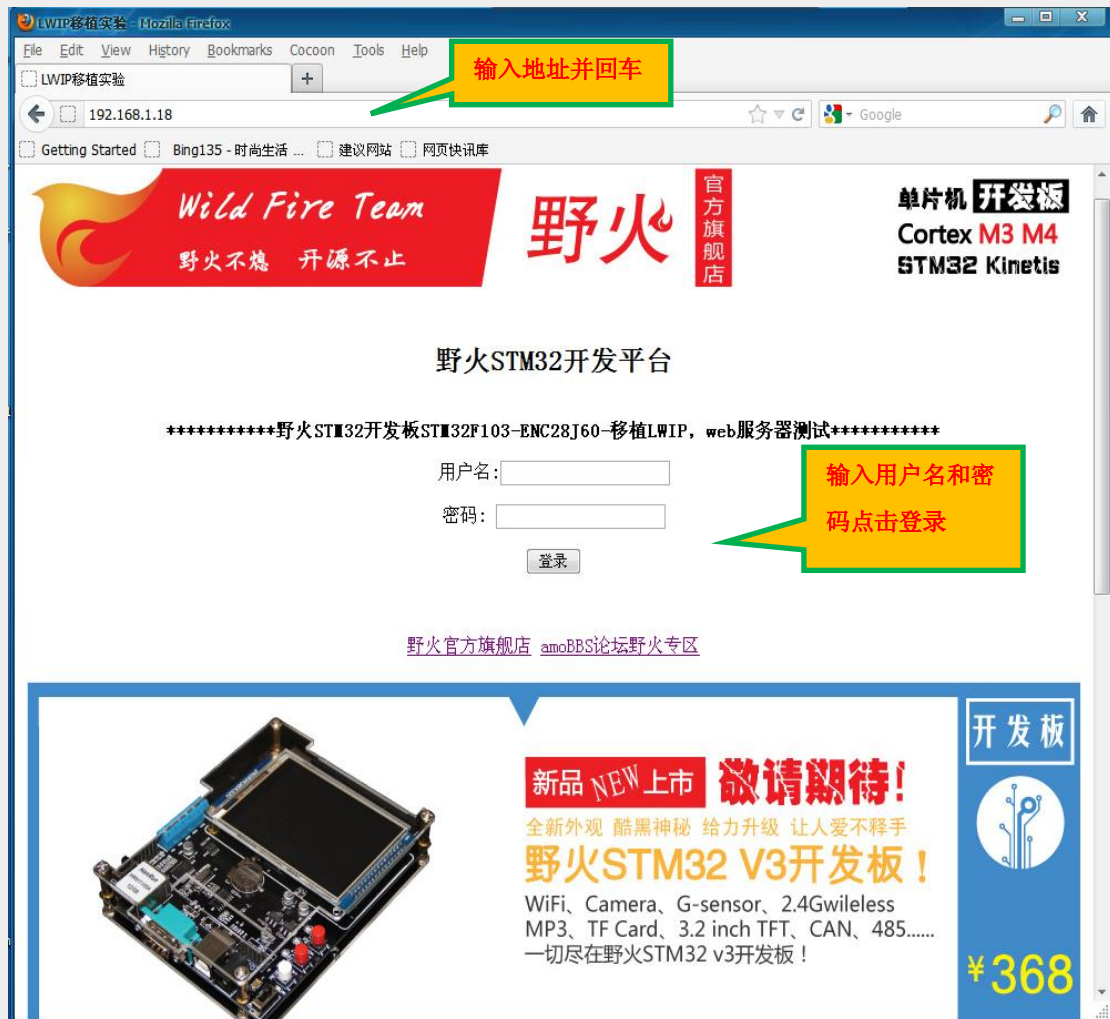 LWIP移植实验 - Mozilla Firefox
File Edit View History Bookmarks Cocoon Tools Help
输入地址并回车
LWIP移植实验
192.168.1.18
Google
Getting Started Bing135 - 时尚生活 ... 建议网站 网页快讯库
Wild Fire Team
野火不熄 开源不止
野火
官方旗舰店
单片机 开发板
Cortex M3 M4
STM32 Kinetis
野火STM32开发平台
***********野火STM32开发板STM32F103-ENC28J60-移植LWIP，web服务器测试***********
用户名:
密码:
输入用户名和密
码点击登录
登录
野火官方旗舰店 amoBBS论坛野火专区
开发板
新品 NEW 上市 敬请期待!
全新外观 酷黑神秘 给力升级 让人爱不释手
野火STM32 V3开发板！
WiFi、Camera、G-sensor、2.4Gwileless
MP3、TF Card、3.2 inch TFT、CAN、485......
一切尽在野火STM32 v3开发板！
¥368